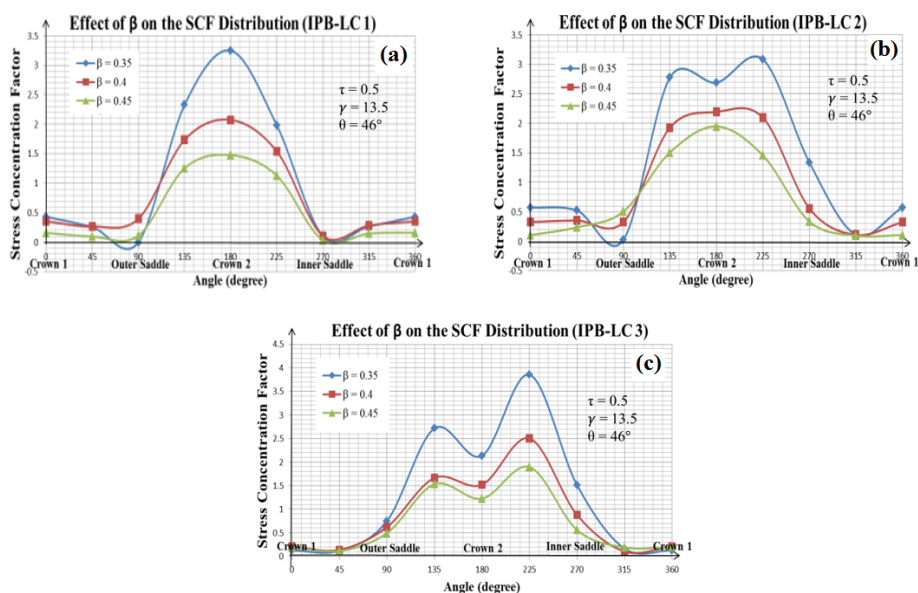 Effect of β on the SCF Distribution (IPB-LC 1)
(a)
Stress Concentration Factor
3.5
3
2.5
2
1.5
1
0.5
0
-0.5
β = 0.35
β = 0.4
β = 0.45
τ = 0.5
γ = 13.5
θ = 46°
0 45 90 135 180 225 270 315 360
Crown 1 Outer Saddle Crown 2 Inner Saddle Crown 1
Angle (degree)
Effect of β on the SCF Distribution (IPB-LC 2)
(b)
Stress Concentration Factor
3.5
3
2.5
2
1.5
1
0.5
0
-0.5
β = 0.35
β = 0.4
β = 0.45
τ = 0.5
γ = 13.5
θ = 46°
0 45 90 135 180 225 270 315 360
Crown 1 Outer Saddle Crown 2 Inner Saddle Crown 1
Angle (degree)
Effect of β on the SCF Distribution (IPB-LC 3)
(c)
Stress Concentration Factor
4.5
4
3.5
3
2.5
2
1.5
1
0.5
0
β = 0.35
β = 0.4
β = 0.45
τ = 0.5
γ = 13.5
θ = 46°
Crown 1 Outer Saddle Crown 2 Inner Saddle Crown 1
0 45 90 135 180 225 270 315 360
Angle (degree)